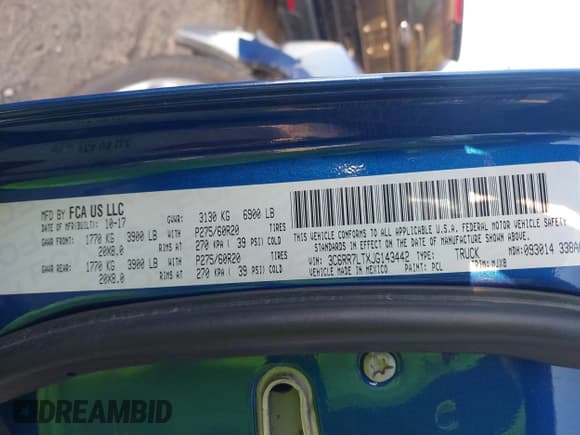 MFD BY FCA US LLC
DATE OF MFR(BUILT): 10-17 GVWR: 3130 KG 6900 LB
GAWR FRONT: 1770 KG 3900 LB WITH P275/60R20 TIRES
20X8.0 RIMS AT 270 KPA ( 39 PSI) COLD
GAWR REAR: 1770 KG 3900 LB WITH P275/60R20 TIRES
20X8.0 RIMS AT 270 KPA ( 39 PSI) COLD
THIS VEHICLE CONFORMS TO ALL APPLICABLE U.S.A. FEDERAL MOTOR VEHICLE SAFETY
STANDARDS IN EFFECT ON THE DATE OF MANUFACTURE SHOWN ABOVE.
VIN: 3C6RR7LTXJG143442 TYPE: TRUCK MDH: 093014
VEHICLE MADE IN MEXICO PAINT: PCL TRIM:
DREAMBID